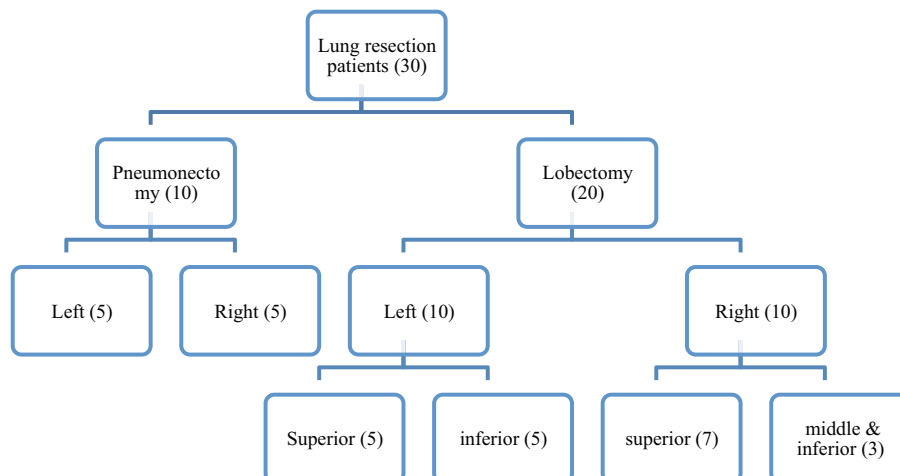 Lung resection
patients (30)
Pneumonecto
my (10)
Lobectomy
(20)
Left (5)
Right (5)
Left (10)
Right (10)
Superior (5)
inferior (5)
superior (7)
middle &
inferior (3)